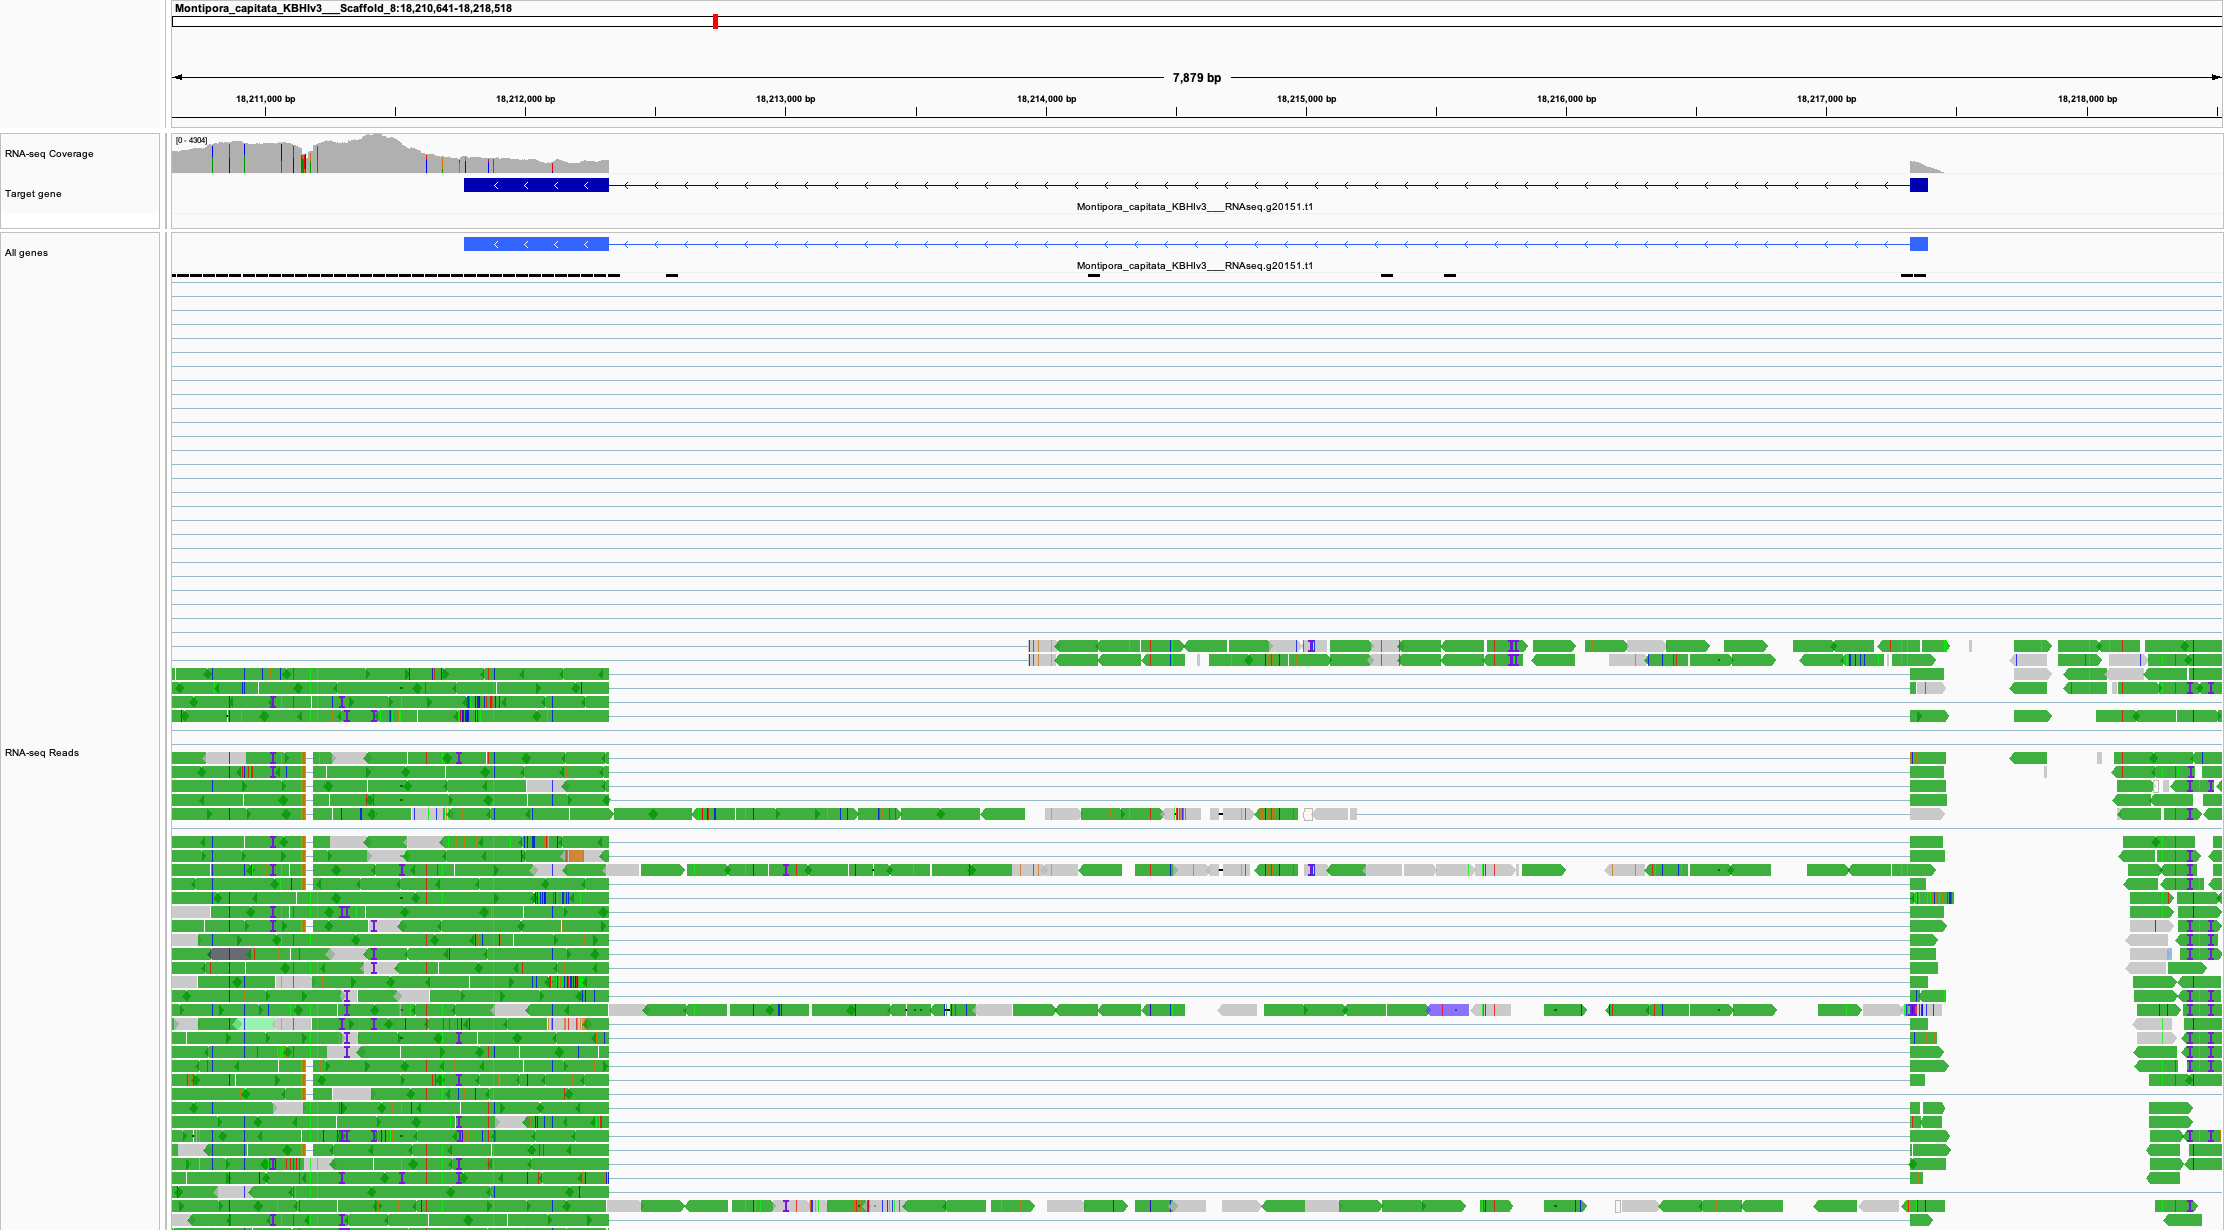 Montipora_capitata_KBHIv3___Scaffold_8:18,210,641-18,218,518
7,879 bp
18,211,000 bp 18,212,000 bp 18,213,000 bp 18,214,000 bp 18,215,000 bp 18,216,000 bp 18,217,000 bp 18,218,000 bp
[0 - 4304]
RNA-seq Coverage
Target gene
Montipora_capitata_KBHIv3___RNAseq.g20151.t1
All genes
Montipora_capitata_KBHIv3___RNAseq.g20151.t1
RNA-seq Reads